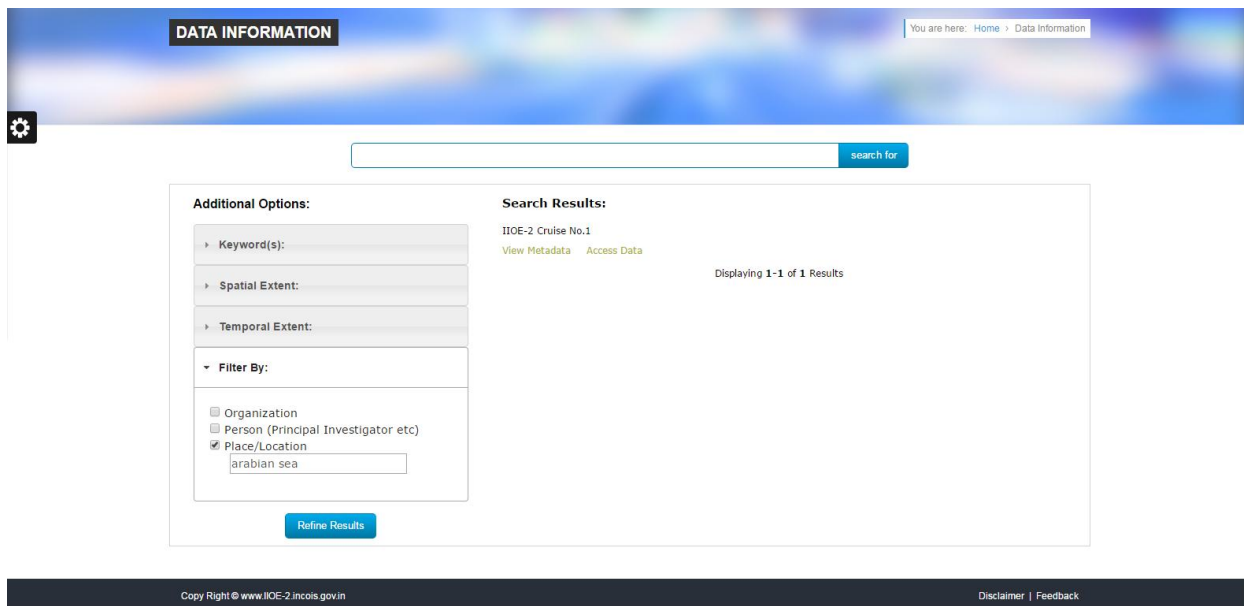 DATA INFORMATION
You are here: Home › Data Information
search for
Additional Options:
Keyword(s):
Spatial Extent:
Temporal Extent:
Filter By:
Organization
Person (Principal Investigator etc)
Place/Location
arabian sea
Refine Results
Search Results:
IIOE-2 Cruise No.1
View Metadata Access Data
Displaying 1-1 of 1 Results
Copy Right © www.IIOE-2.incois.gov.in
Disclaimer | Feedback